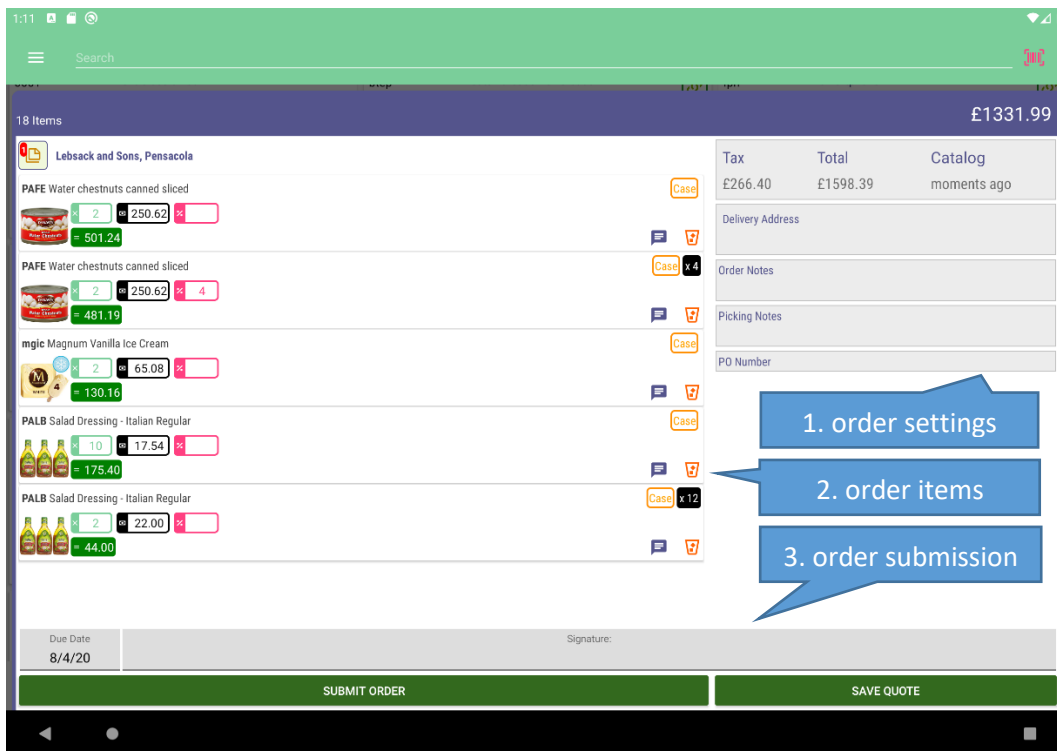 1:11
Search
18 Items
£1331.99
1
Lebsack and Sons, Pensacola
PAFE Water chestnuts canned sliced
Case
× 2
250.62
%
= 501.24
PAFE Water chestnuts canned sliced
Case x 4
× 2
250.62
% 4
= 481.19
mgic Magnum Vanilla Ice Cream
Case
× 2
65.08
%
= 130.16
PALB Salad Dressing - Italian Regular
Case
× 10
17.54
%
= 175.40
PALB Salad Dressing - Italian Regular
Case x 12
× 2
22.00
%
= 44.00
Tax Total Catalog
£266.40 £1598.39 moments ago
Delivery Address
Order Notes
Picking Notes
PO Number
1. order settings
2. order items
3. order submission
Due Date
8/4/20
Signature:
SUBMIT ORDER
SAVE QUOTE